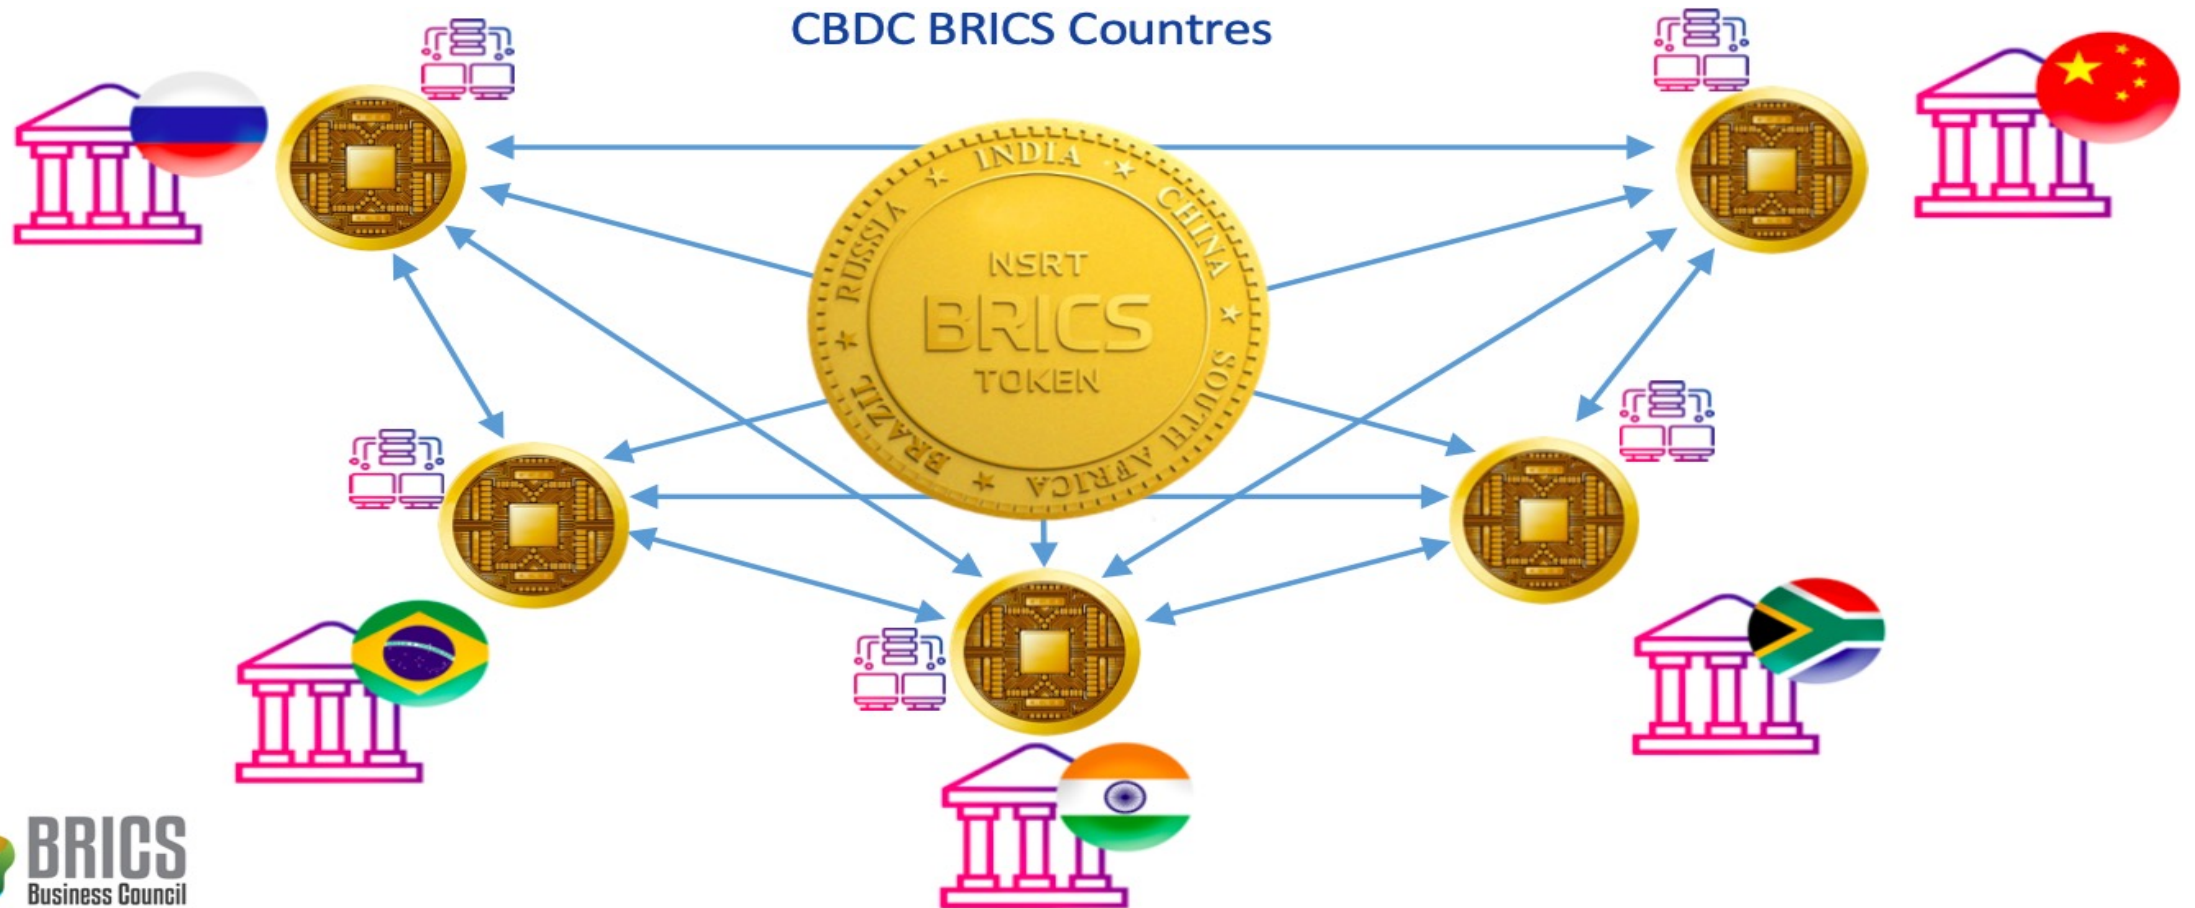 CBDC BRICS Countres
INDIA ★ CHINA ★ SOUTH AFRICA ★ BRAZIL ★ RUSSIA ★
NSRT
BRICS
TOKEN
BRICS
Business Council